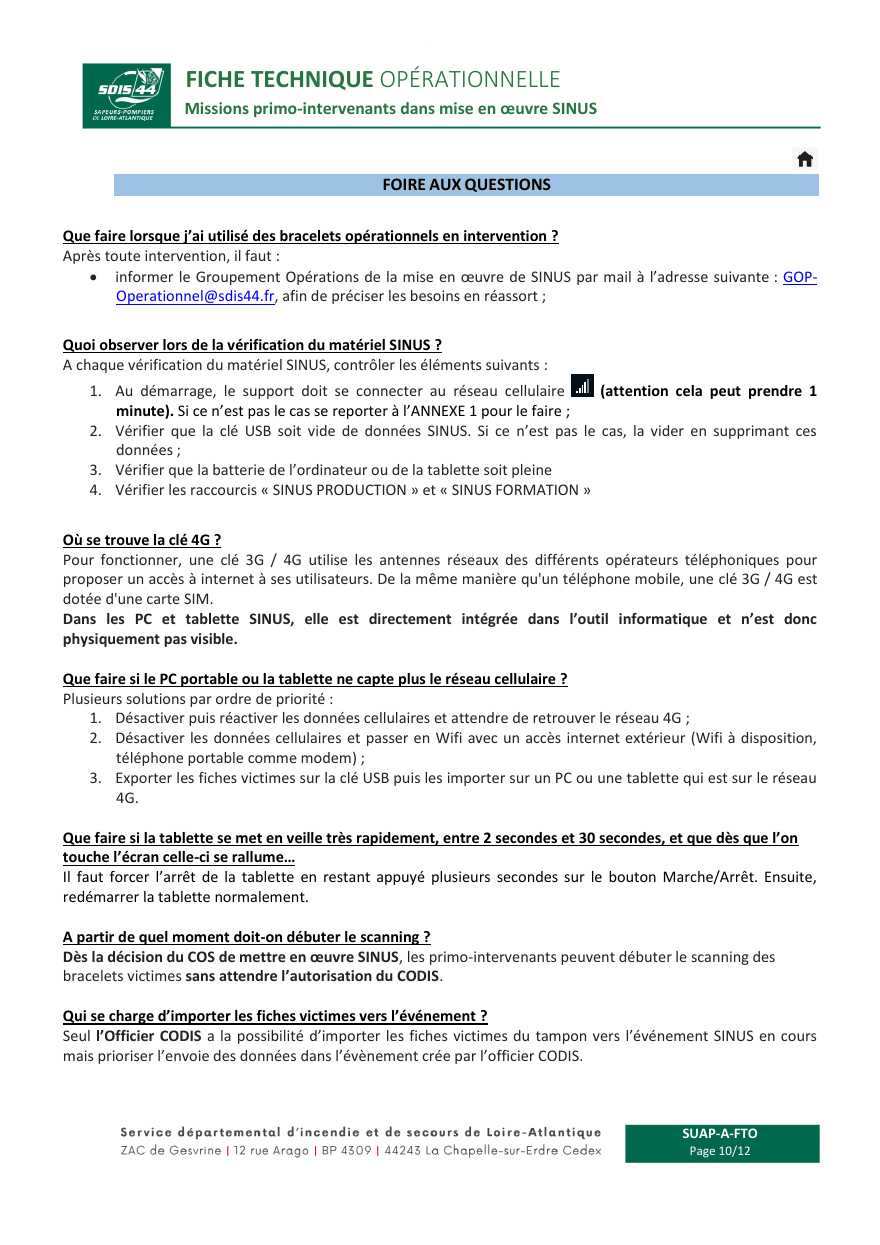 SDIS 44
SAPEURS-POMPIERS
DE LOIRE-ATLANTIQUE
FICHE TECHNIQUE OPÉRATIONNELLE
Missions primo-intervenants dans mise en œuvre SINUS
FOIRE AUX QUESTIONS
Que faire lorsque j’ai utilisé des bracelets opérationnels en intervention ?
Après toute intervention, il faut :
• informer le Groupement Opérations de la mise en œuvre de SINUS par mail à l’adresse suivante : GOP-
Operationnel@sdis44.fr, afin de préciser les besoins en réassort ;
Quoi observer lors de la vérification du matériel SINUS ?
A chaque vérification du matériel SINUS, contrôler les éléments suivants :
1. Au démarrage, le support doit se connecter au réseau cellulaire (attention cela peut prendre 1
minute). Si ce n’est pas le cas se reporter à l’ANNEXE 1 pour le faire ;
2. Vérifier que la clé USB soit vide de données SINUS. Si ce n’est pas le cas, la vider en supprimant ces
données ;
3. Vérifier que la batterie de l’ordinateur ou de la tablette soit pleine
4. Vérifier les raccourcis « SINUS PRODUCTION » et « SINUS FORMATION »
Où se trouve la clé 4G ?
Pour fonctionner, une clé 3G / 4G utilise les antennes réseaux des différents opérateurs téléphoniques pour
proposer un accès à internet à ses utilisateurs. De la même manière qu'un téléphone mobile, une clé 3G / 4G est
dotée d'une carte SIM.
Dans les PC et tablette SINUS, elle est directement intégrée dans l’outil informatique et n’est donc
physiquement pas visible.
Que faire si le PC portable ou la tablette ne capte plus le réseau cellulaire ?
Plusieurs solutions par ordre de priorité :
1. Désactiver puis réactiver les données cellulaires et attendre de retrouver le réseau 4G ;
2. Désactiver les données cellulaires et passer en Wifi avec un accès internet extérieur (Wifi à disposition,
téléphone portable comme modem) ;
3. Exporter les fiches victimes sur la clé USB puis les importer sur un PC ou une tablette qui est sur le réseau
4G.
Que faire si la tablette se met en veille très rapidement, entre 2 secondes et 30 secondes, et que dès que l’on
touche l’écran celle-ci se rallume…
Il faut forcer l’arrêt de la tablette en restant appuyé plusieurs secondes sur le bouton Marche/Arrêt. Ensuite,
redémarrer la tablette normalement.
A partir de quel moment doit-on débuter le scanning ?
Dès la décision du COS de mettre en œuvre SINUS, les primo-intervenants peuvent débuter le scanning des
bracelets victimes sans attendre l’autorisation du CODIS.
Qui se charge d’importer les fiches victimes vers l’événement ?
Seul l’Officier CODIS a la possibilité d’importer les fiches victimes du tampon vers l’événement SINUS en cours
mais prioriser l’envoie des données dans l’évènement crée par l’officier CODIS.
Service départemental d’incendie et de secours de Loire-Atlantique
ZAC de Gesvrine | 12 rue Arago | BP 4309 | 44243 La Chapelle-sur-Erdre Cedex
SUAP-A-FTO
Page 10/12